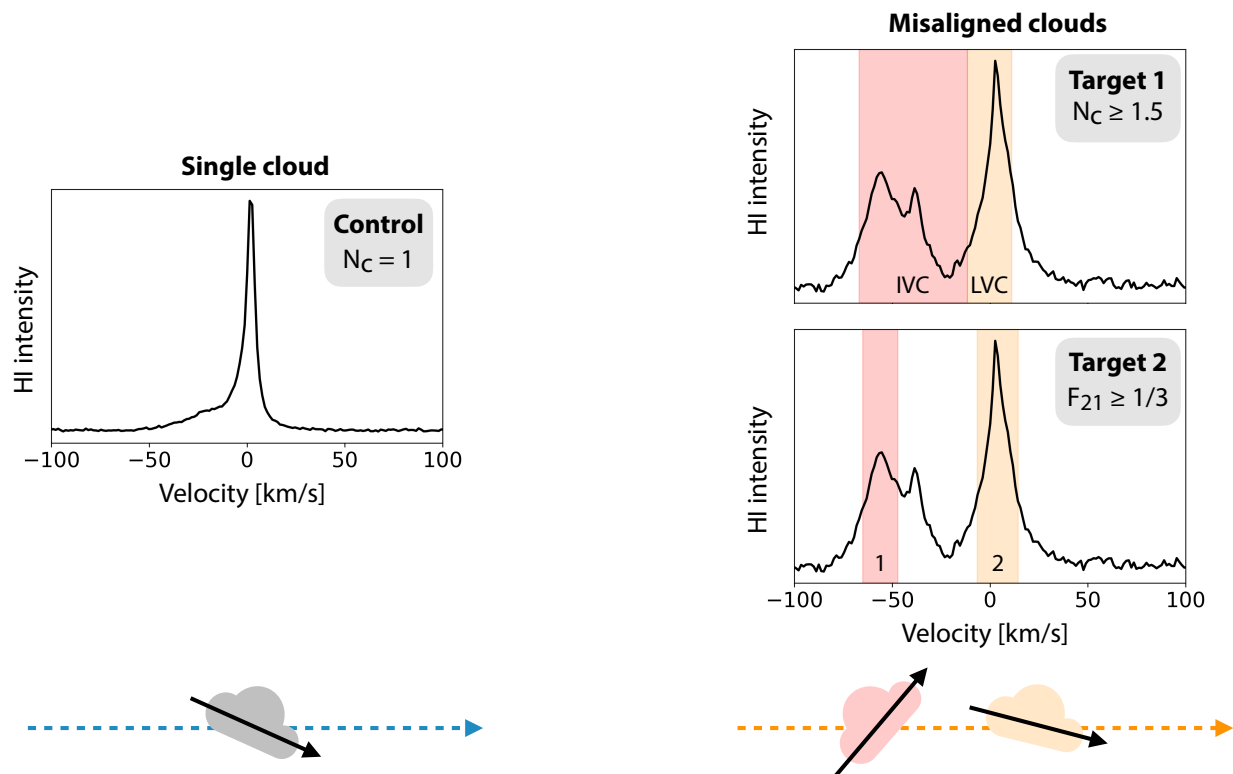 Single cloud
Control
N_C = 1
HI intensity
−100 −50 0 50 100
Velocity [km/s]
Misaligned clouds
Target 1
N_C ≥ 1.5
HI intensity
IVC LVC
Target 2
F_21 ≥ 1/3
HI intensity
1 2
−100 −50 0 50 100
Velocity [km/s]